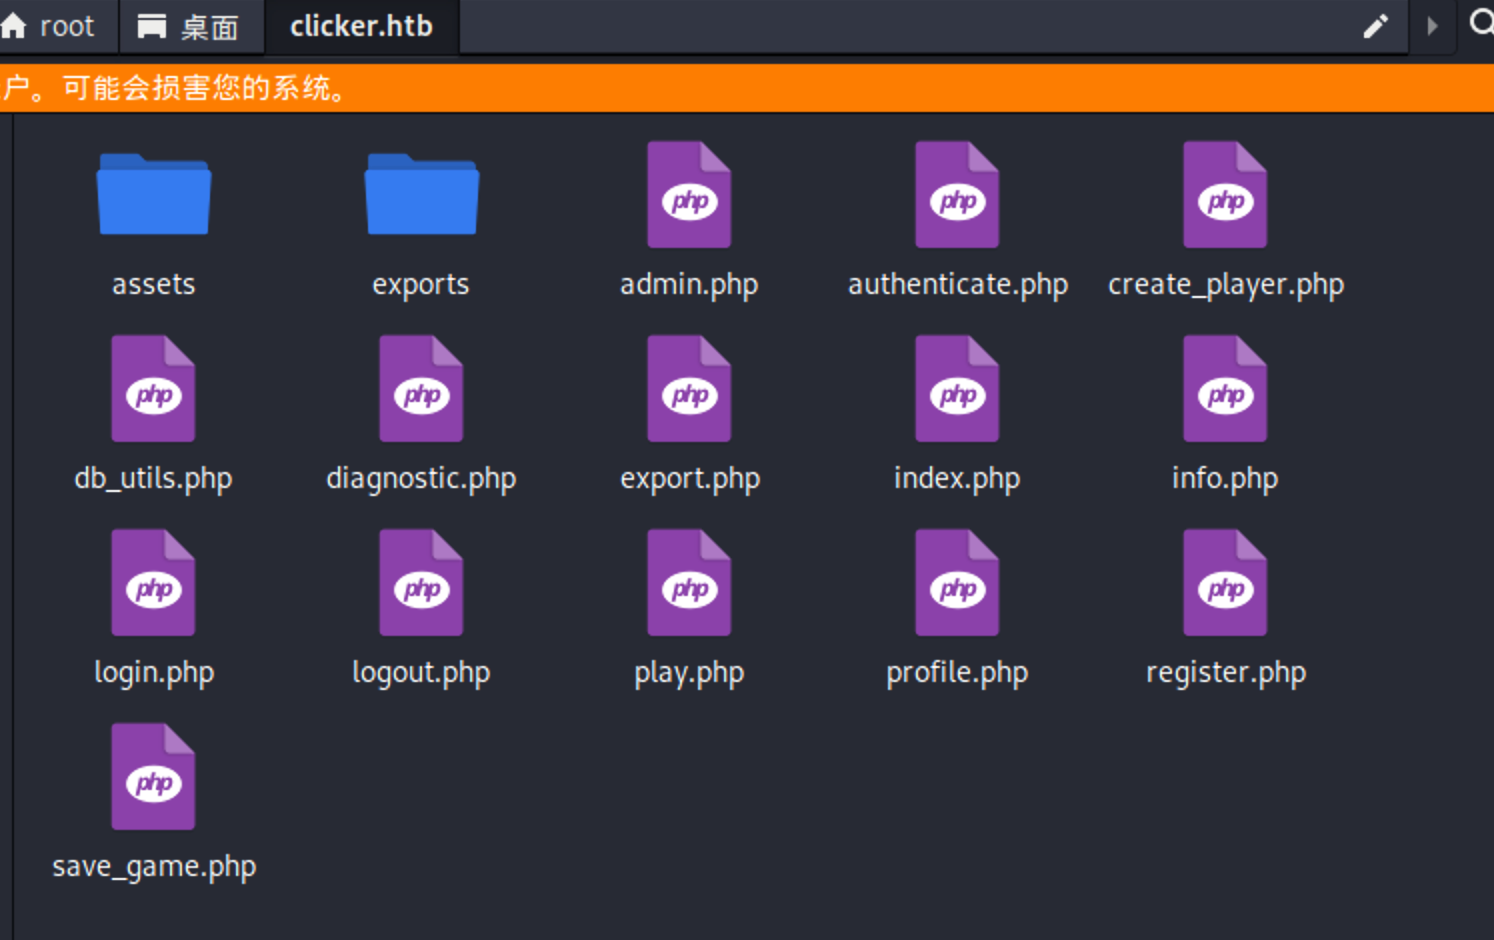 root 桌面 clicker.htb
户。可能会损害您的系统。
assets exports admin.php authenticate.php create_player.php
php php php
db_utils.php diagnostic.php export.php index.php info.php
php php php php php
login.php logout.php play.php profile.php register.php
php php php php php
save_game.php
php